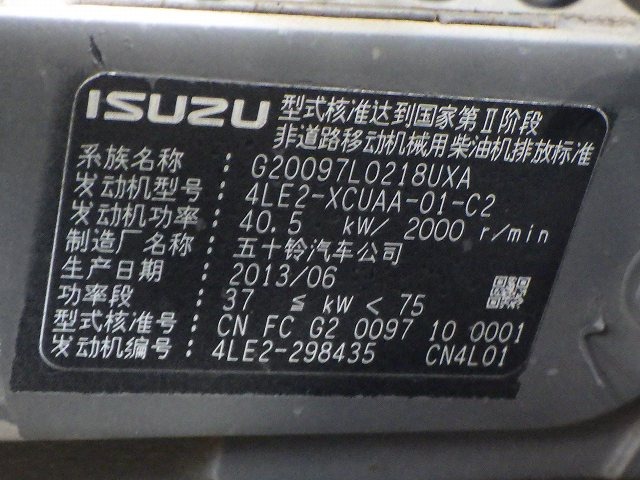 ISUZU 型式核准达到国家第Ⅱ阶段
非道路移动机械用柴油机排放标准
系族名称 : G20097L0218UXA
发动机型号 : 4LE2-XCUAA-01-C2
发动机功率 : 40.5 kW/ 2000 r/min
制造厂名称 : 五十铃汽车公司
生产日期 : 2013/06
功率段 : 37 ≦ kW < 75
型式核准号 : CN FC G2 0097 10 0001
发动机编号 : 4LE2-298435 CN4L01